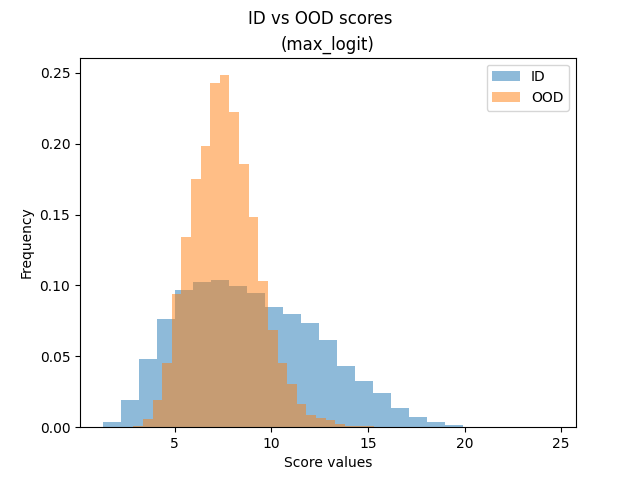 ID vs OOD scores
(max_logit)
ID
OOD
0.25
0.20
0.15
0.10
0.05
0.00
Frequency
5
10
15
20
25
Score values